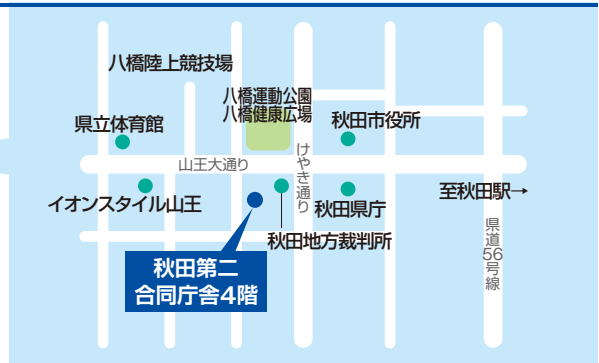 八橋陸上競技場
八橋運動公園
八橋健康広場
県立体育館
秋田市役所
山王大通り
けやき通り
イオンスタイル山王
秋田県庁
至秋田駅→
秋田地方裁判所
県道56号線
秋田第二
合同庁舎4階